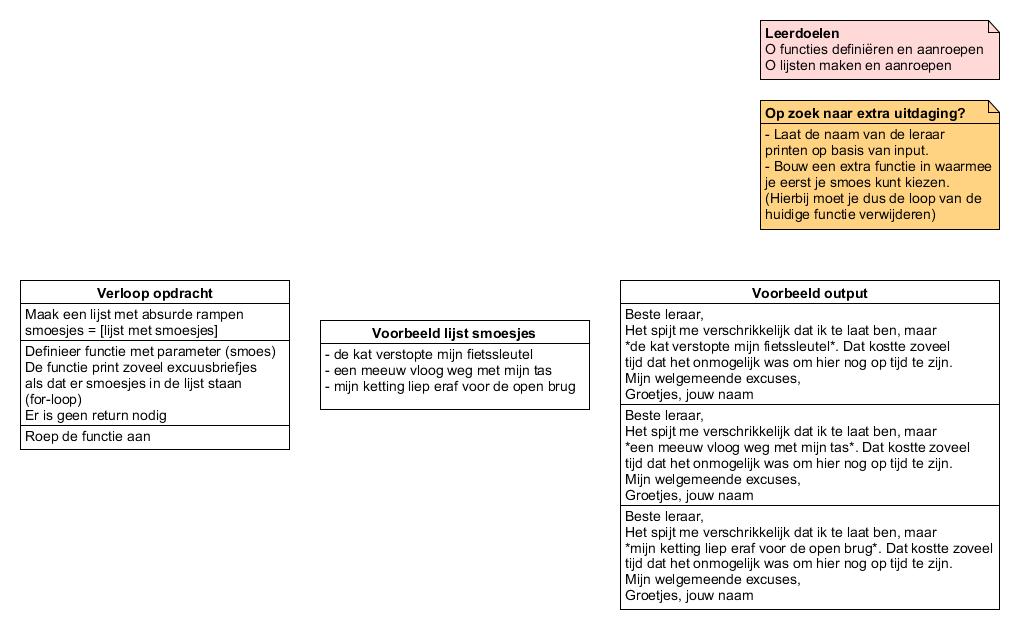 Leerdoelen
O functies definiëren en aanroepen
O lijsten maken en aanroepen
Op zoek naar extra uitdaging?
- Laat de naam van de leraar
printen op basis van input.
- Bouw een extra functie in waarmee
je eerst je smoes kunt kiezen.
(Hierbij moet je dus de loop van de
huidige functie verwijderen)
Verloop opdracht
Maak een lijst met absurde rampen
smoesjes = [lijst met smoesjes]
Definieer functie met parameter (smoes)
De functie print zoveel excuusbriefjes
als dat er smoesjes in de lijst staan
(for-loop)
Er is geen return nodig
Roep de functie aan
Voorbeeld lijst smoesjes
- de kat verstopte mijn fietssleutel
- een meeuw vloog weg met mijn tas
- mijn ketting liep eraf voor de open brug
Voorbeeld output
Beste leraar,
Het spijt me verschrikkelijk dat ik te laat ben, maar
*de kat verstopte mijn fietssleutel*. Dat kostte zoveel
tijd dat het onmogelijk was om hier nog op tijd te zijn.
Mijn welgemeende excuses,
Groetjes, jouw naam
Beste leraar,
Het spijt me verschrikkelijk dat ik te laat ben, maar
*een meeuw vloog weg met mijn tas*. Dat kostte zoveel
tijd dat het onmogelijk was om hier nog op tijd te zijn.
Mijn welgemeende excuses,
Groetjes, jouw naam
Beste leraar,
Het spijt me verschrikkelijk dat ik te laat ben, maar
*mijn ketting liep eraf voor de open brug*. Dat kostte zoveel
tijd dat het onmogelijk was om hier nog op tijd te zijn.
Mijn welgemeende excuses,
Groetjes, jouw naam